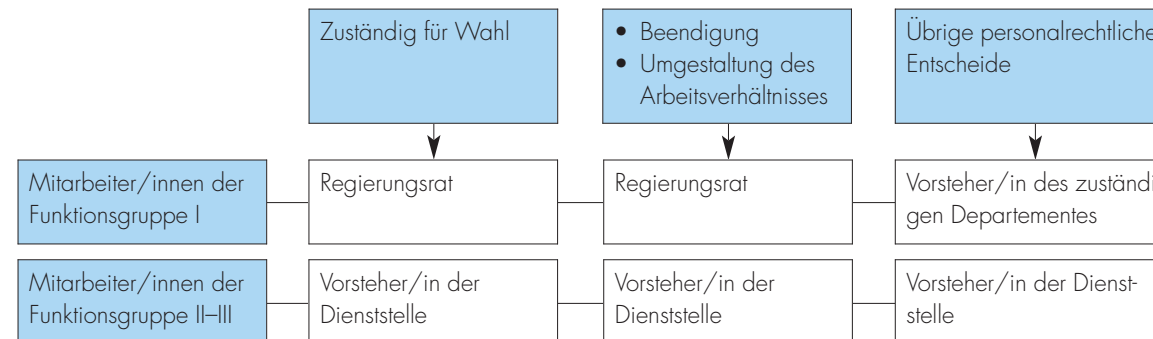 Zuständig für Wahl
• Beendigung
• Umgestaltung des
Arbeitsverhältnisses
Übrige personalrechtliche
Entscheide
Mitarbeiter/innen der
Funktionsgruppe I
Regierungsrat
Regierungsrat
Vorsteher/in des zuständi
gen Departementes
Mitarbeiter/innen der
Funktionsgruppe II–III
Vorsteher/in der
Dienststelle
Vorsteher/in der
Dienststelle
Vorsteher/in der Dienst-
stelle